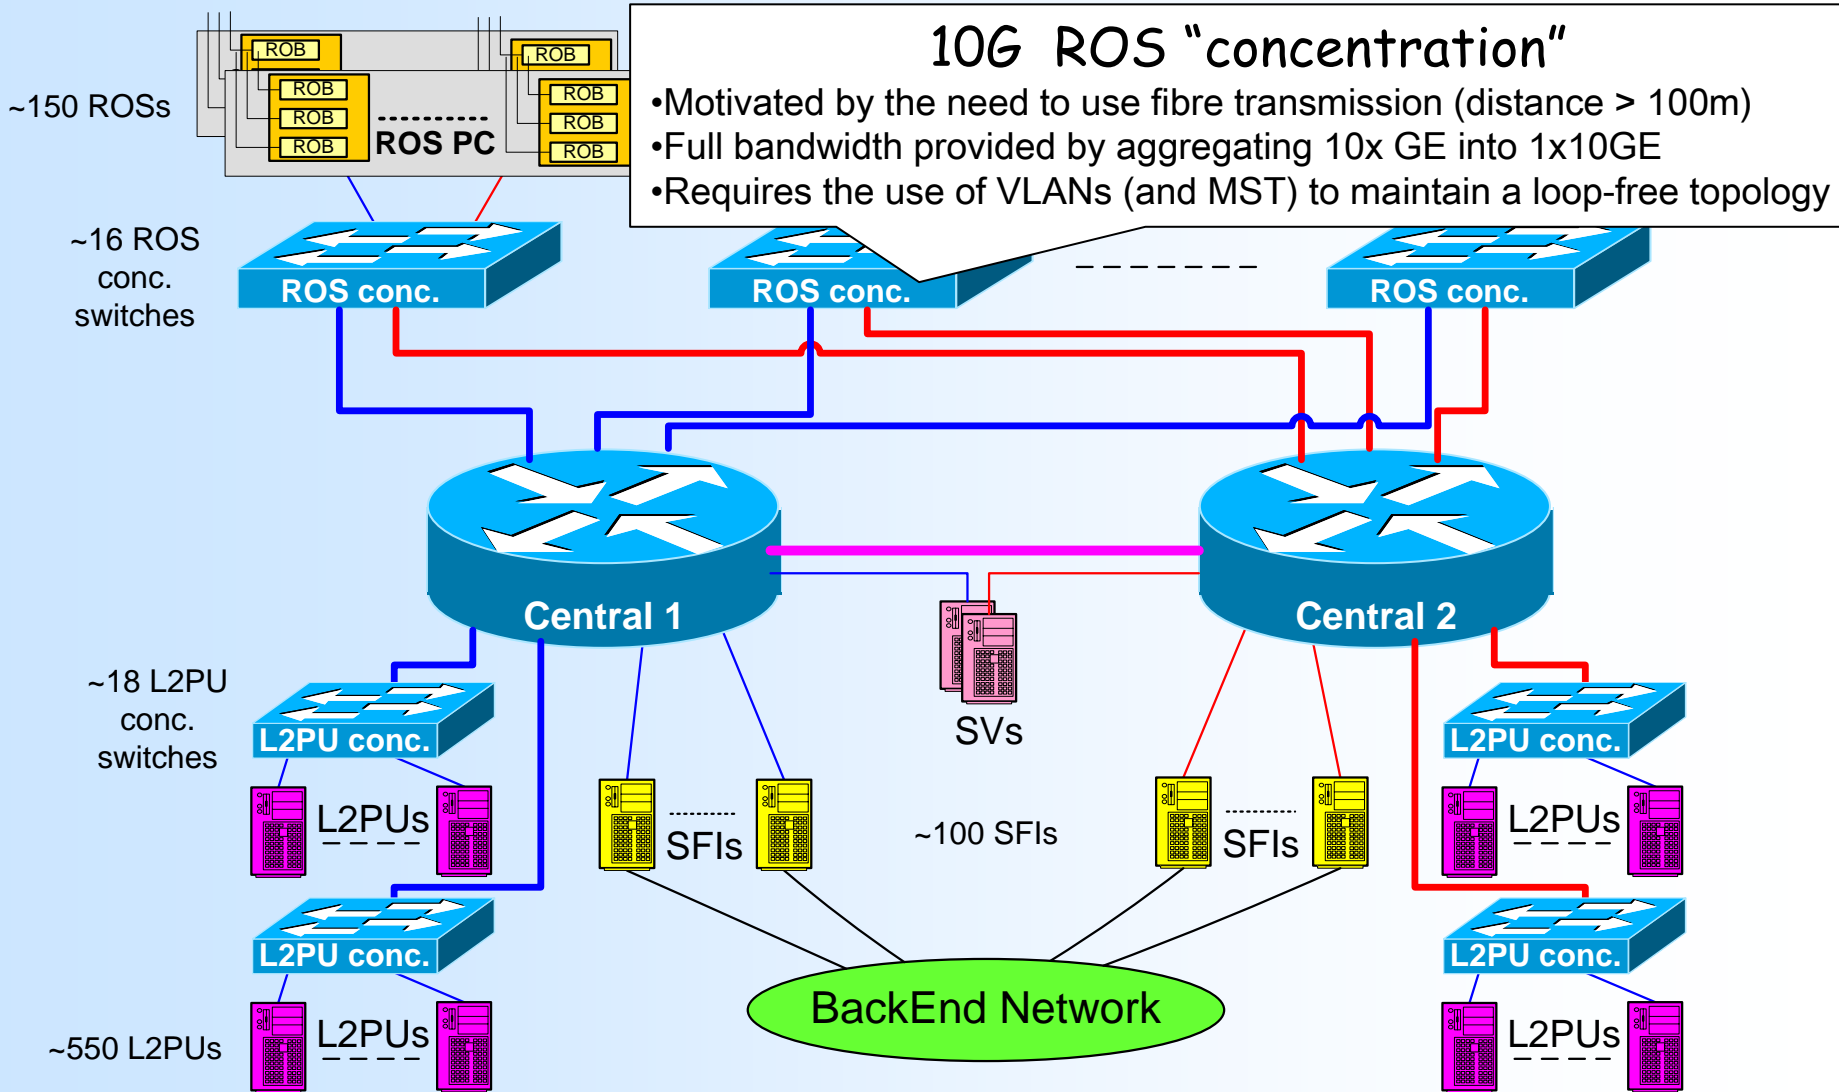 10G ROS “concentration”
•Motivated by the need to use fibre transmission (distance > 100m)
•Full bandwidth provided by aggregating 10x GE into 1x10GE
•Requires the use of VLANs (and MST) to maintain a loop-free topology
ROB
ROB
ROB
ROB
ROB
ROB
ROB
ROB
ROS PC
~150 ROSs
~16 ROS
conc.
switches
ROS conc.
ROS conc.
ROS conc.
Central 1
Central 2
~18 L2PU
conc.
switches
L2PU conc.
L2PU conc.
SVs
L2PUs
SFIs
~100 SFIs
SFIs
L2PUs
L2PU conc.
L2PU conc.
BackEnd Network
~550 L2PUs
L2PUs
L2PUs